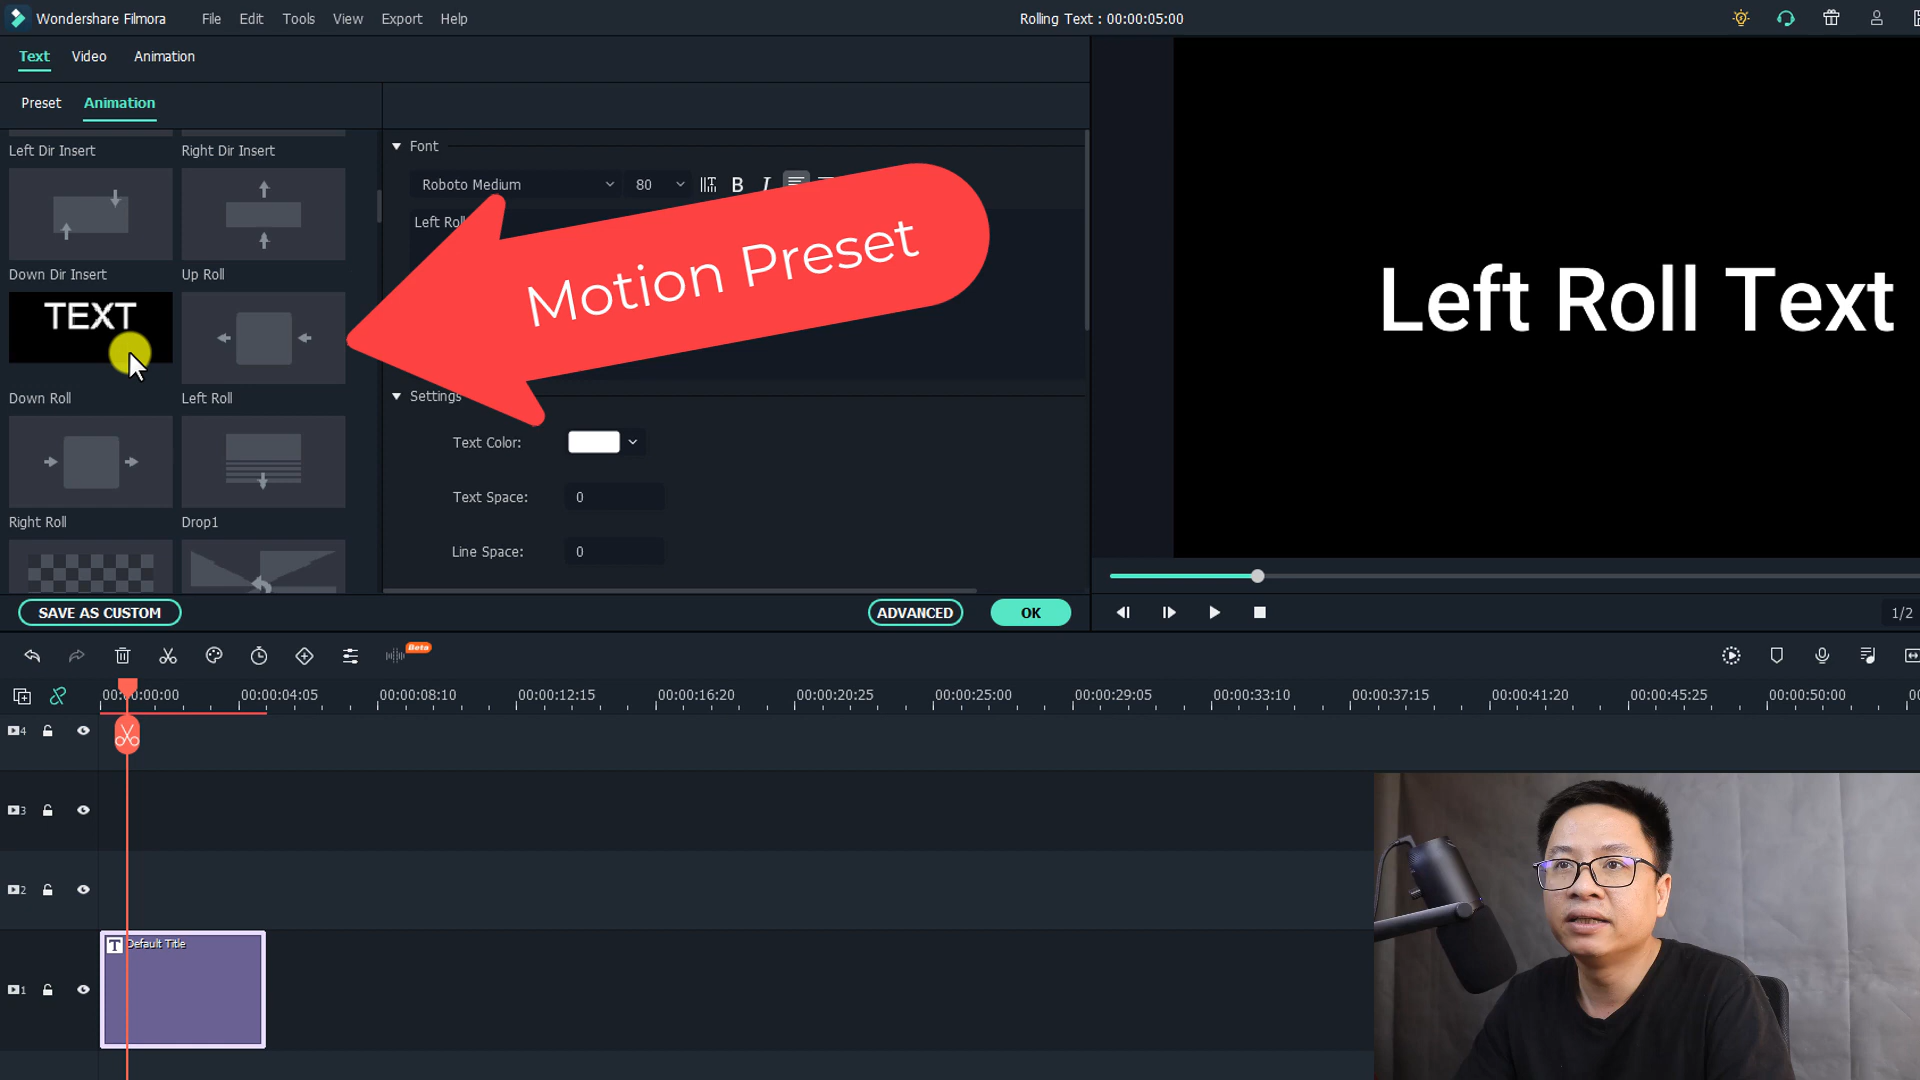 Wondershare Filmora File Edit Tools View Export Help Rolling Text : 00:00:05:00
Text Video Animation
Preset Animation
Left Dir Insert Right Dir Insert
Font
Roboto Medium 80 B I
Left Roll
Motion Preset
Down Dir Insert Up Roll
TEXT
Down Roll Left Roll
Settings
Text Color:
Text Space: 0
Right Roll Drop1
Line Space: 0
Left Roll Text
SAVE AS CUSTOM ADVANCED OK
1/2
Beta
00:00:00:00 00:00:04:05 00:00:08:10 00:00:12:15 00:00:16:20 00:00:20:25 00:00:25:00 00:00:29:05 00:00:33:10 00:00:37:15 00:00:41:20 00:00:45:25 00:00:50:00
4
3
2
T Default Title
1